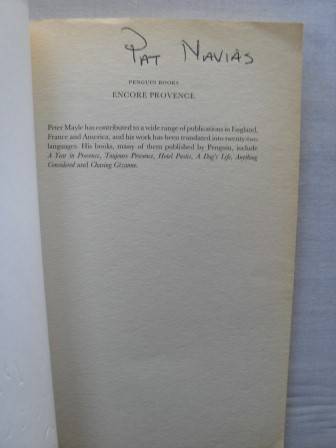 PAT NAVIAS
PENGUIN BOOKS
ENCORE PROVENCE
Peter Mayle has contributed to a wide range of publications in England,
France and America, and his work has been translated into twenty-two
languages. His books, many of them published by Penguin, include
A Year in Provence, Toujours Provence, Hotel Pastis, A Dog's Life, Anything
Considered and Chasing Cézanne.